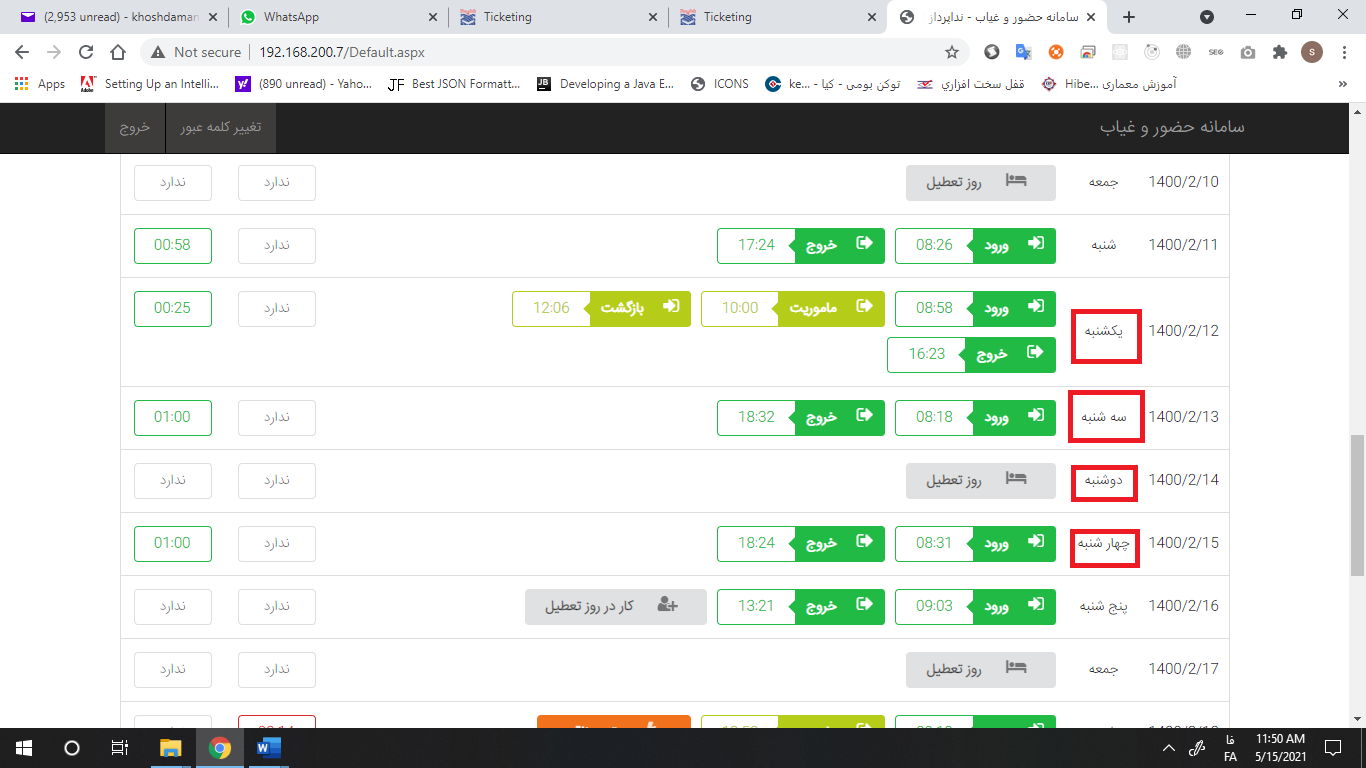 (2,953 unread) - khoshdaman
WhatsApp
Ticketing
Ticketing
سامانه حضور و غیاب - نداپرداز
Not secure | 192.168.200.7/Default.aspx
Apps
Setting Up an Intelli...
(890 unread) - Yaho...
Best JSON Formatt...
Developing a Java E...
ICONS
توکن بومی - کیا - ...ke
قفل سخت افزاري
آموزش معماری ...Hibe
سامانه حضور و غیاب
تغییر کلمه عبور
خروج
1400/2/10 جمعه روز تعطیل ندارد ندارد
1400/2/11 شنبه ورود 08:26 خروج 17:24 ندارد 00:58
1400/2/12 یکشنبه ورود 08:58 ماموریت 10:00 بازگشت 12:06 ندارد 00:25
خروج 16:23
1400/2/13 سه شنبه ورود 08:18 خروج 18:32 ندارد 01:00
1400/2/14 دوشنبه روز تعطیل ندارد ندارد
1400/2/15 چهار شنبه ورود 08:31 خروج 18:24 ندارد 01:00
1400/2/16 پنج شنبه ورود 09:03 خروج 13:21 کار در روز تعطیل ندارد ندارد
1400/2/17 جمعه روز تعطیل ندارد ندارد
فا
FA
11:50 AM
5/15/2021